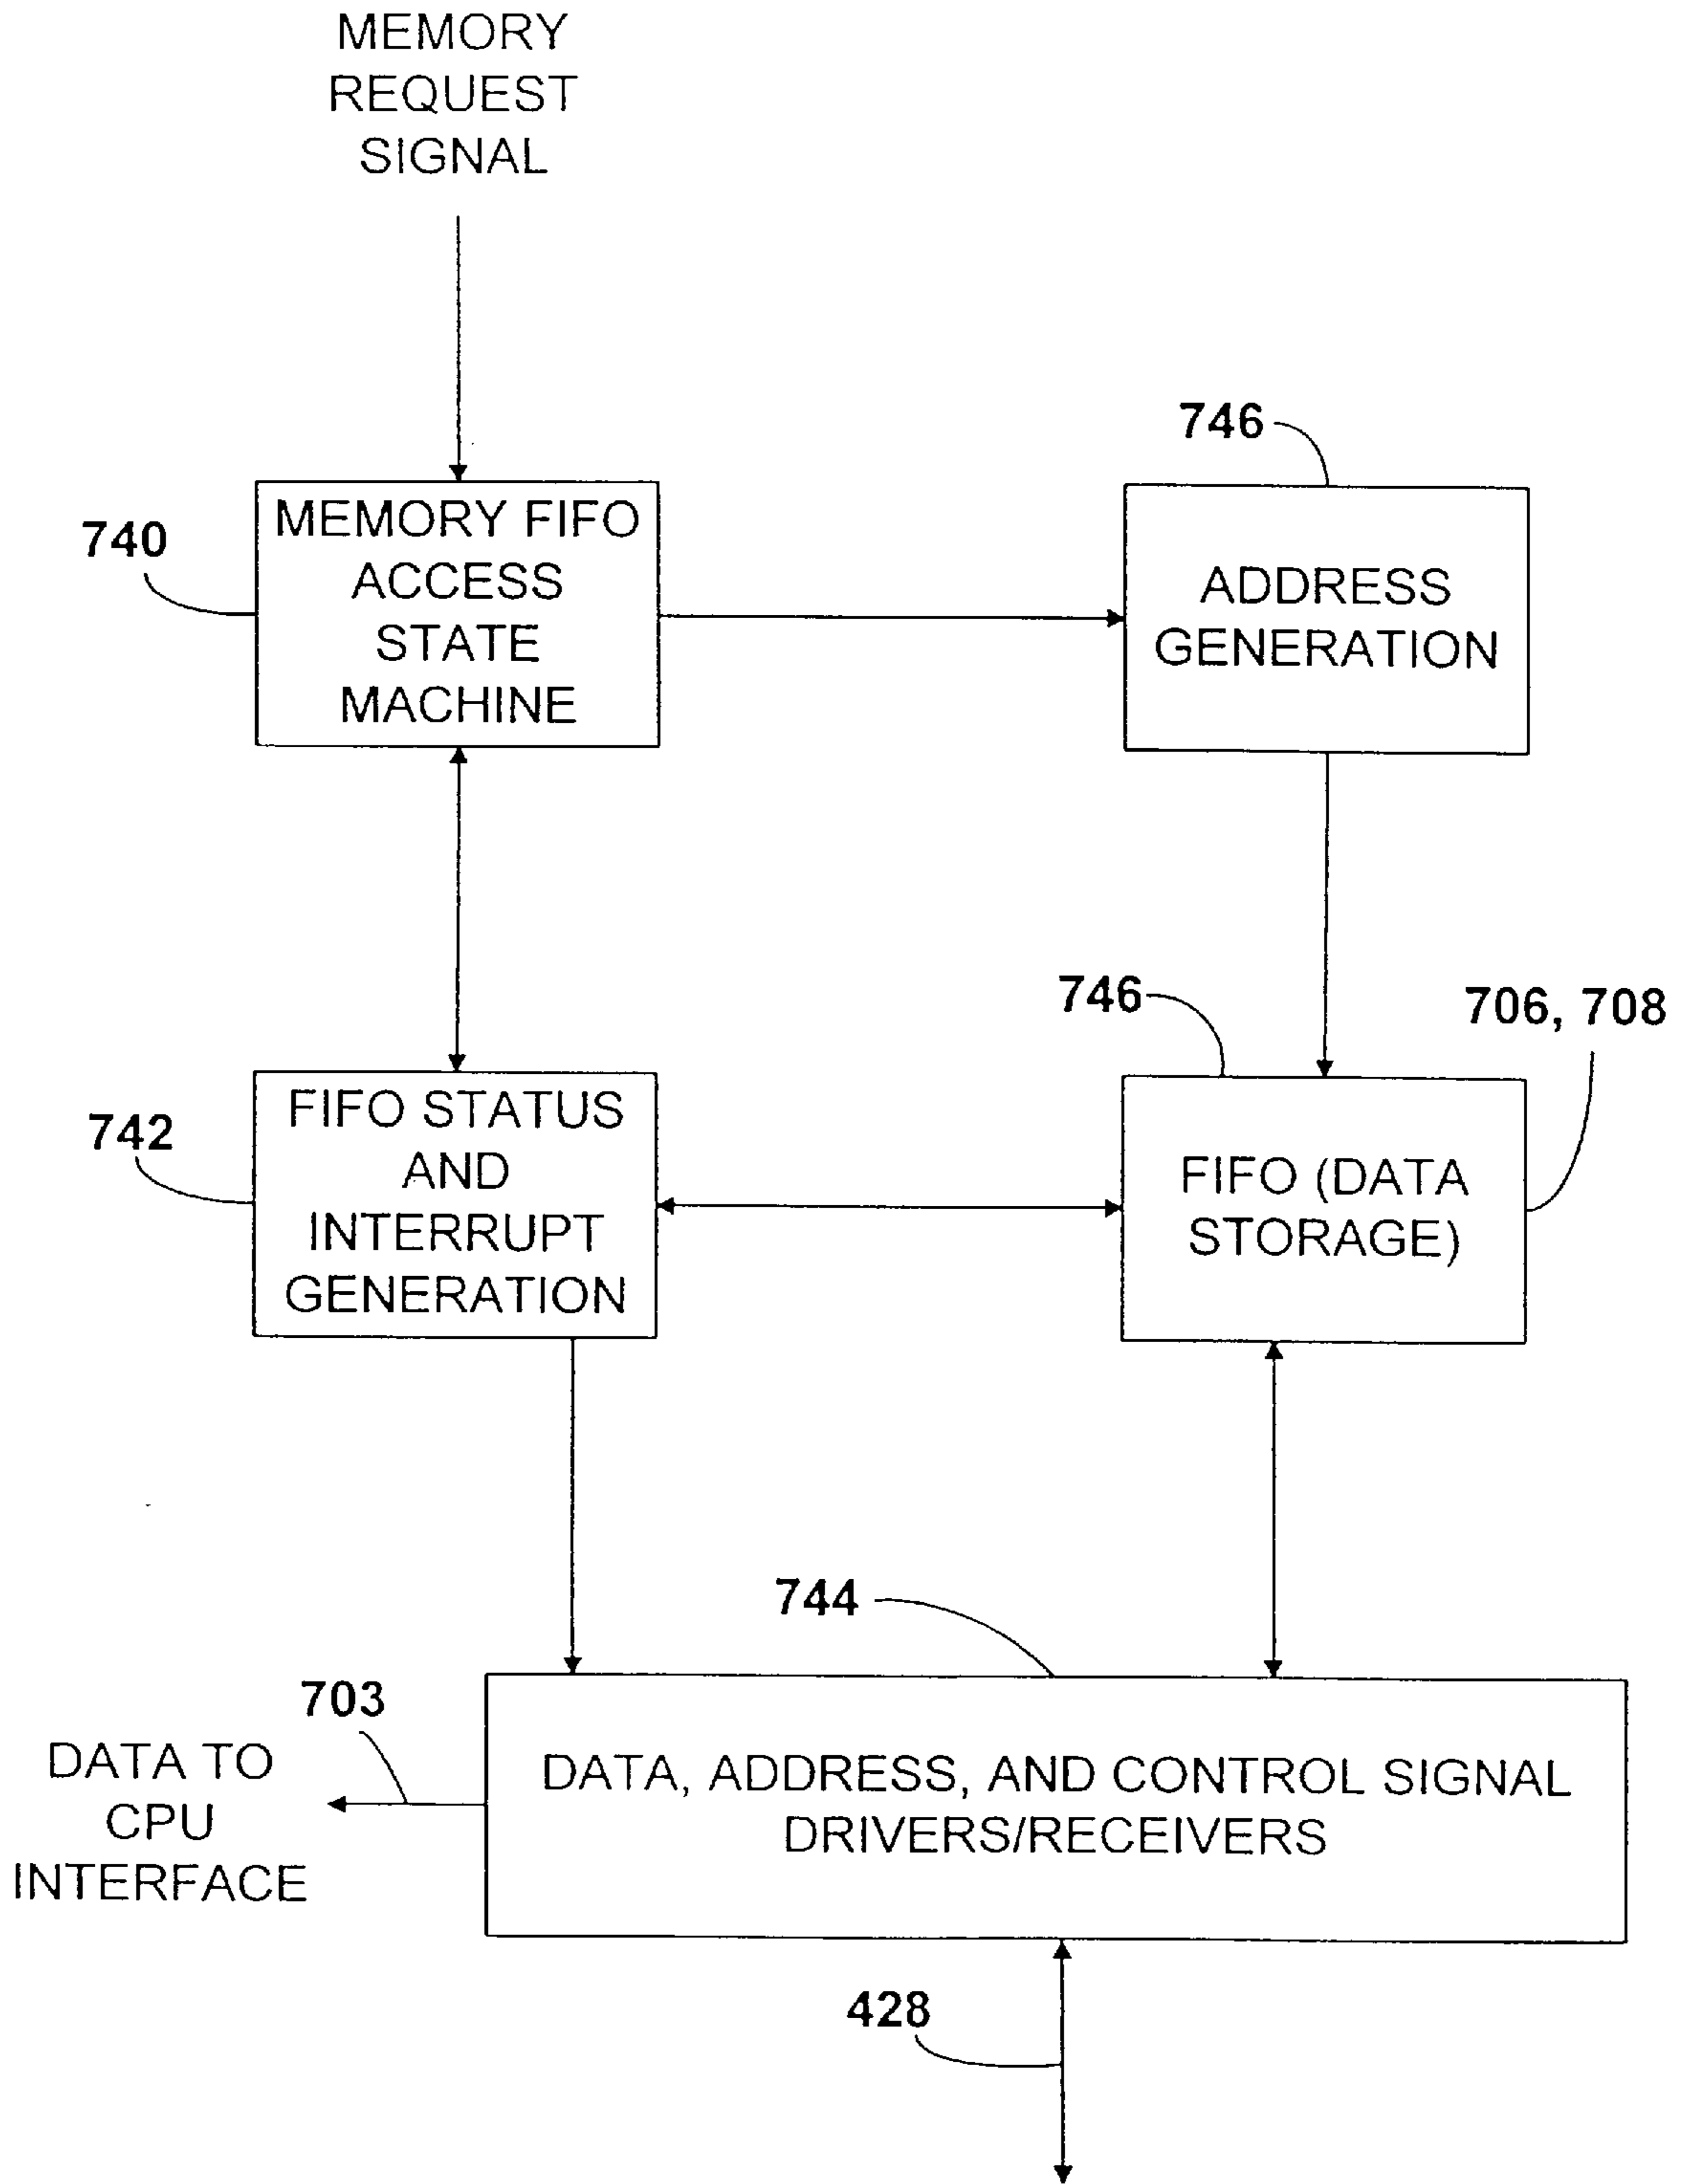 MEMORY
REQUEST
SIGNAL
746
740
MEMORY FIFO
ACCESS
STATE
MACHINE
ADDRESS
GENERATION
746
706, 708
742
FIFO STATUS
AND
INTERRUPT
GENERATION
FIFO (DATA
STORAGE)
744
703
DATA TO
CPU
INTERFACE
DATA, ADDRESS, AND CONTROL SIGNAL
DRIVERS/RECEIVERS
428